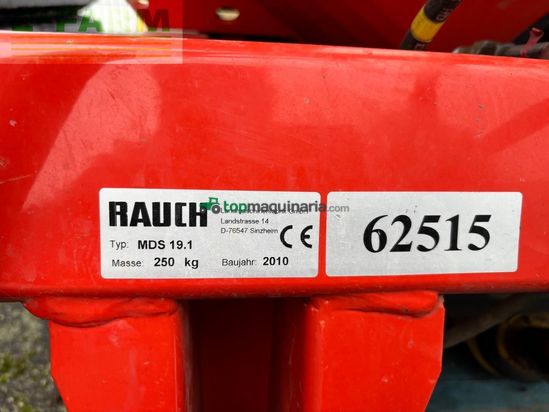 RAUCH
topmaquinaria.com
Landstrasse 14
D-76547 Sinzheim
Typ: MDS 19.1
Masse: 250 kg Baujahr: 2010
CE
62515